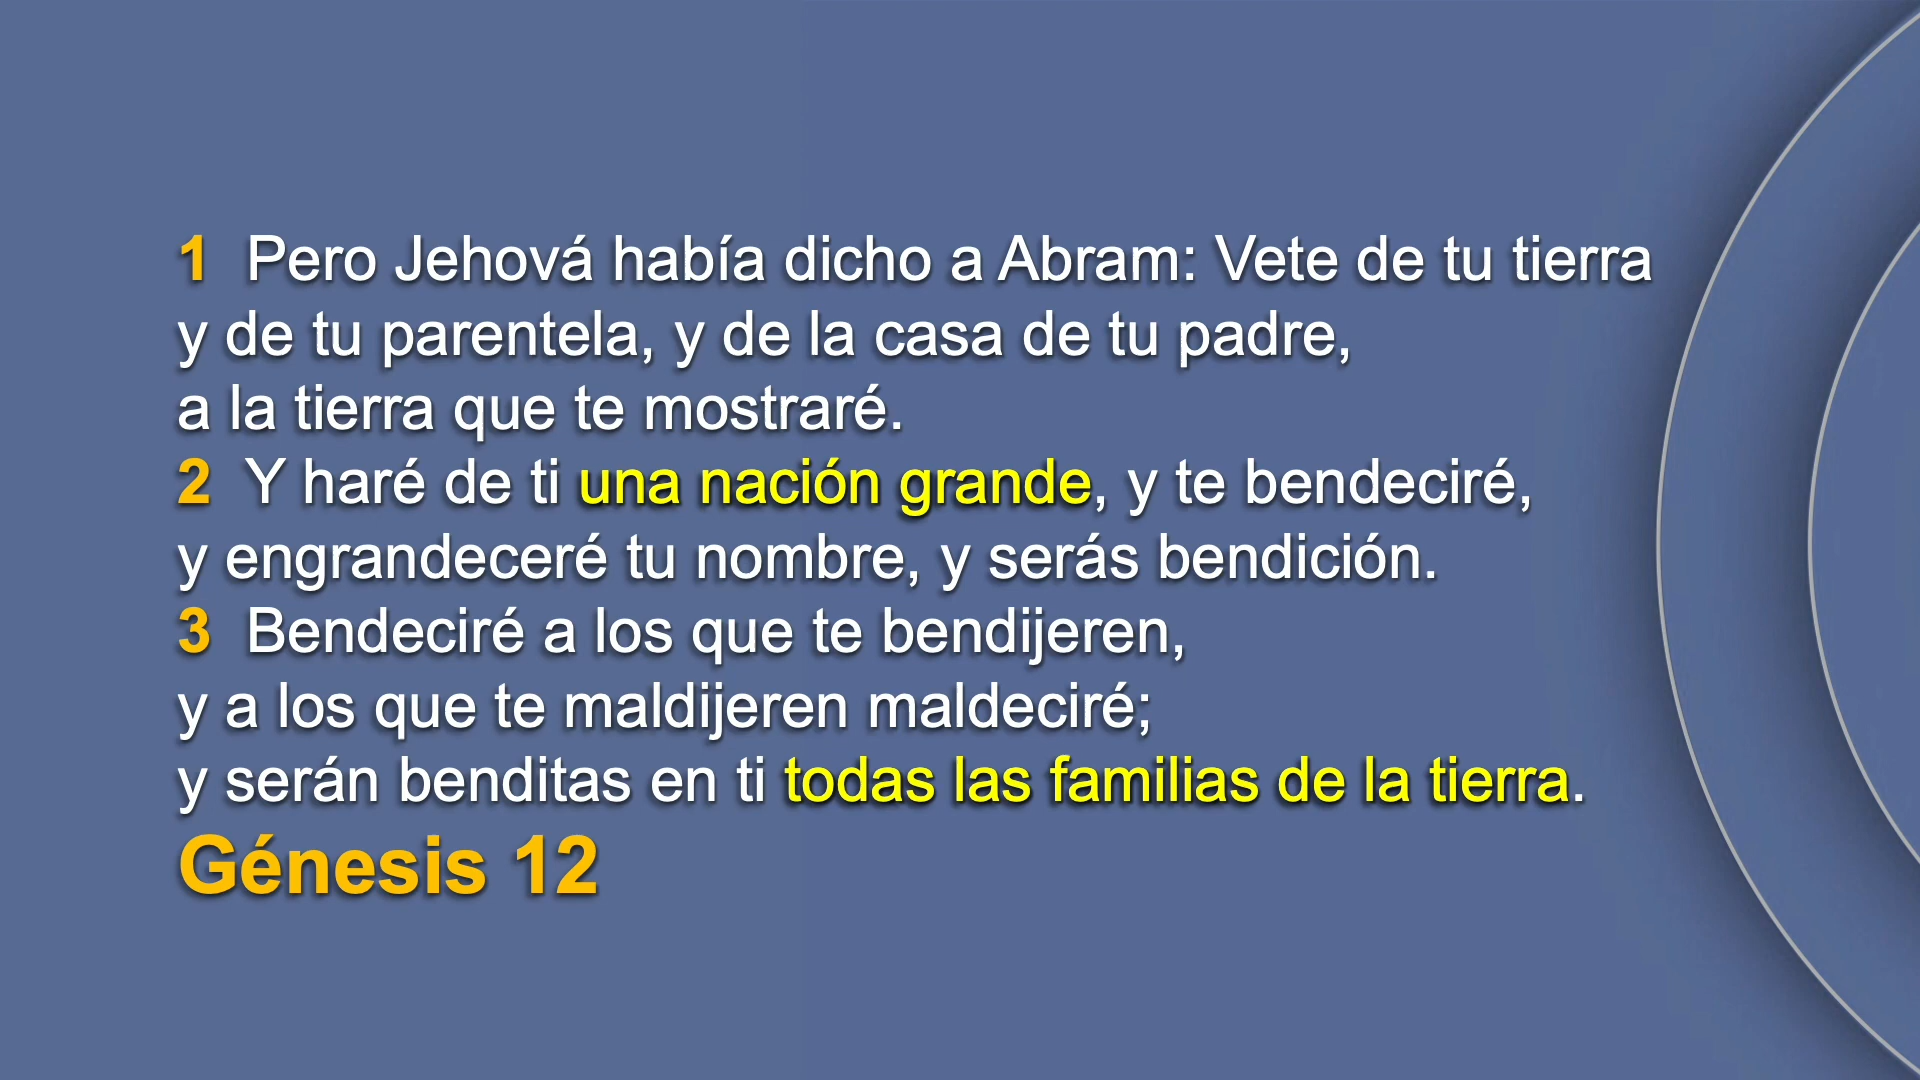 1 Pero Jehová había dicho a Abram: Vete de tu tierra
y de tu parentela, y de la casa de tu padre,
a la tierra que te mostraré.
2 Y haré de ti una nación grande, y te bendeciré,
y engrandeceré tu nombre, y serás bendición.
3 Bendeciré a los que te bendijeren,
y a los que te maldijeren maldeciré;
y serán benditas en ti todas las familias de la tierra.
Génesis 12